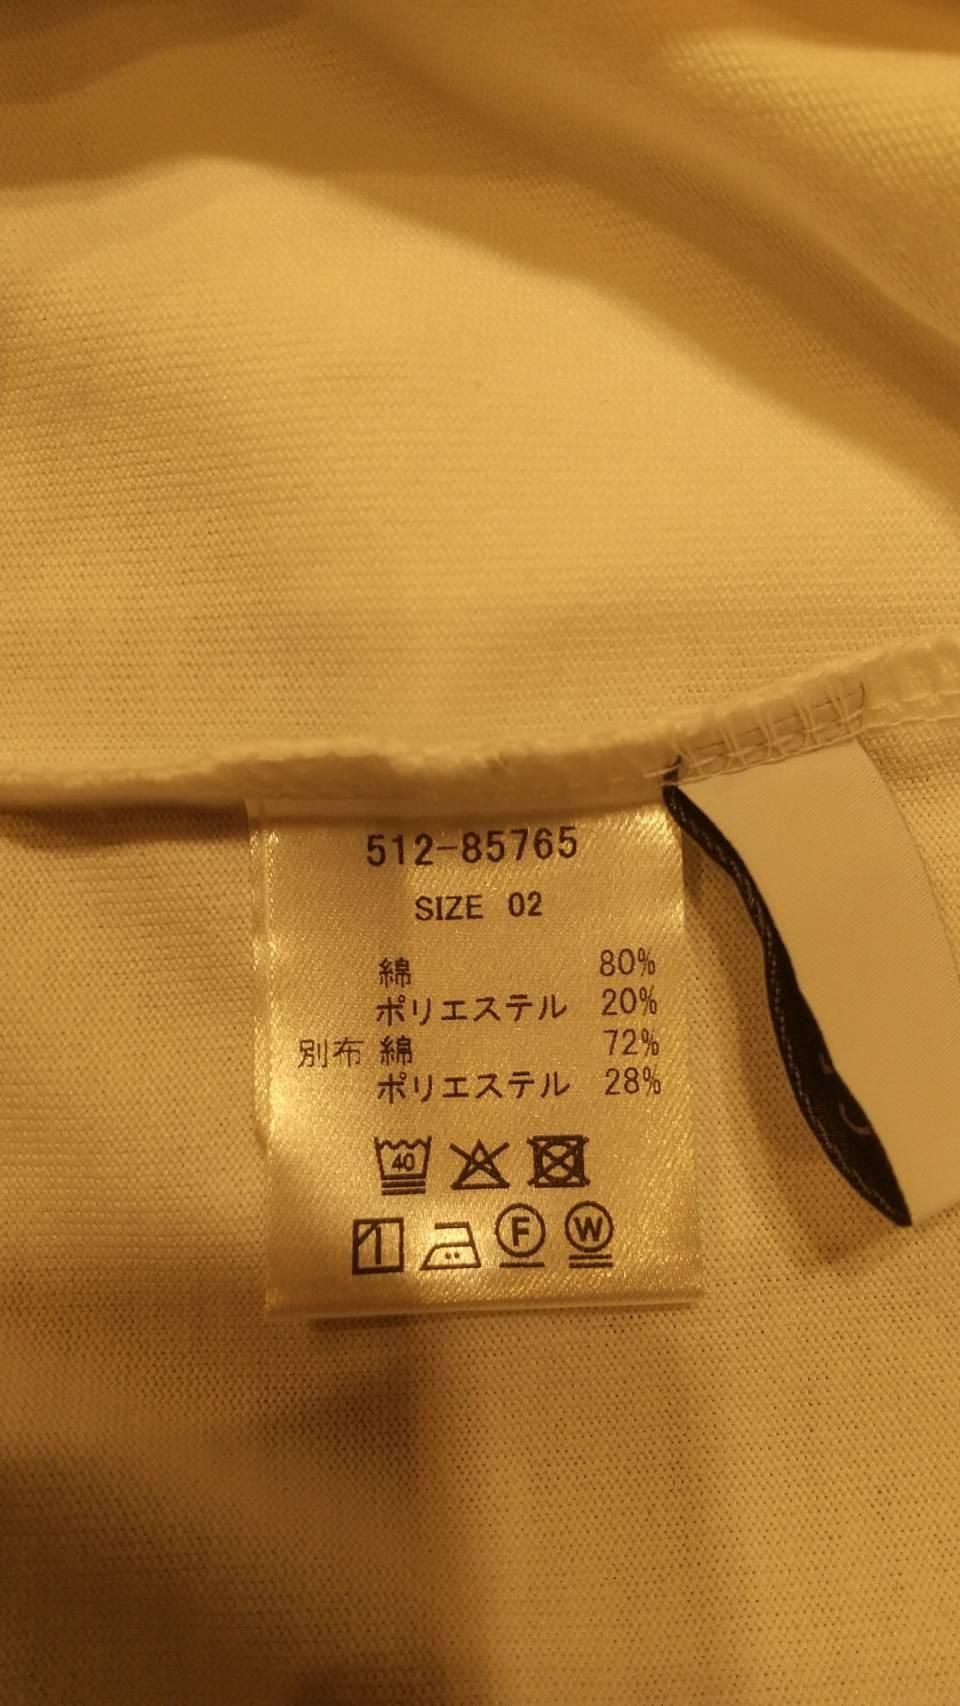 512-85765
SIZE 02
綿 80%
ポリエステル 20%
別布 綿 72%
ポリエステル 28%
40
F W